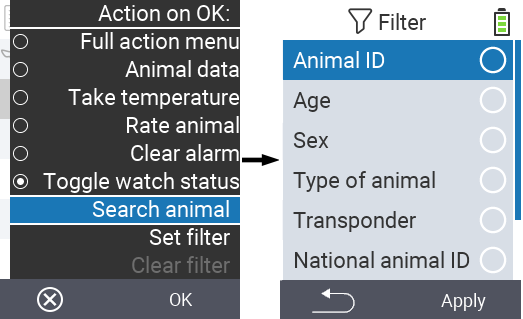 Action on OK:
Full action menu
Animal data
Take temperature
Rate animal
Clear alarm
Toggle watch status
Search animal
Set filter
Clear filter
OK
Filter
Animal ID
Age
Sex
Type of animal
Transponder
National animal ID
Apply